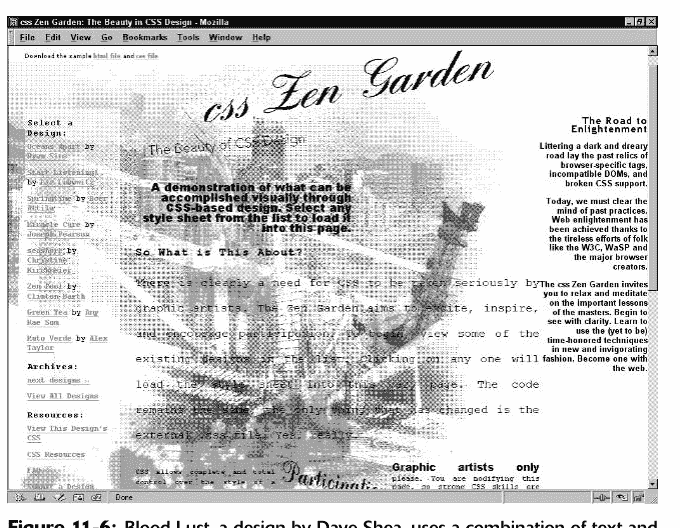 css Zen Garden: The Beauty in CSS Design - Mozilla
File Edit View Go Bookmarks Tools Window Help
Download the sample html file and css file
css Zen Garden
The Beauty of CSS Design
Select a
Design:
by
by
by
by
Joseph Pearson
by
Christine
by
Clinton Barth
Green Tea by
Rae Sun
by Alex
Taylor
Archives:
next designs
View All Designs
Resources:
View This Design's
CSS
CSS Resources
FAQ
Submit a Design
A demonstration of what can be
accomplished visually through
CSS-based design. Select any
style sheet from the list to load it
into this page.
So What is This About?
There is clearly a need for CSS to be taken seriously by
graphic artists. The Zen Garden aims to excite, inspire,
and encourage participation. To begin, view some of the
existing designs in the list. Clicking on any one will
load the style sheet into this very page. The code
remains the same, the only thing that has changed is the
external .css file. Yes, really.
CSS allows complete and total
control over the style of a
Participat
Graphic artists only
please. You are modifying this
page, so strong CSS skills are
The Road to
Enlightenment
Littering a dark and dreary
road lay the past relics of
browser-specific tags,
incompatible DOMs, and
broken CSS support.
Today, we must clear the
mind of past practices.
Web enlightenment has
been achieved thanks to
the tireless efforts of folk
like the W3C, WaSP and
the major browser
creators.
The css Zen Garden invites
you to relax and meditate
on the important lessons
of the masters. Begin to
see with clarity. Learn to
use the (yet to be)
time-honored techniques
in new and invigorating
fashion. Become one with
the web.
Done
Figure 11-6: Blood Lust, a design by Dave Shea, uses a combination of text and